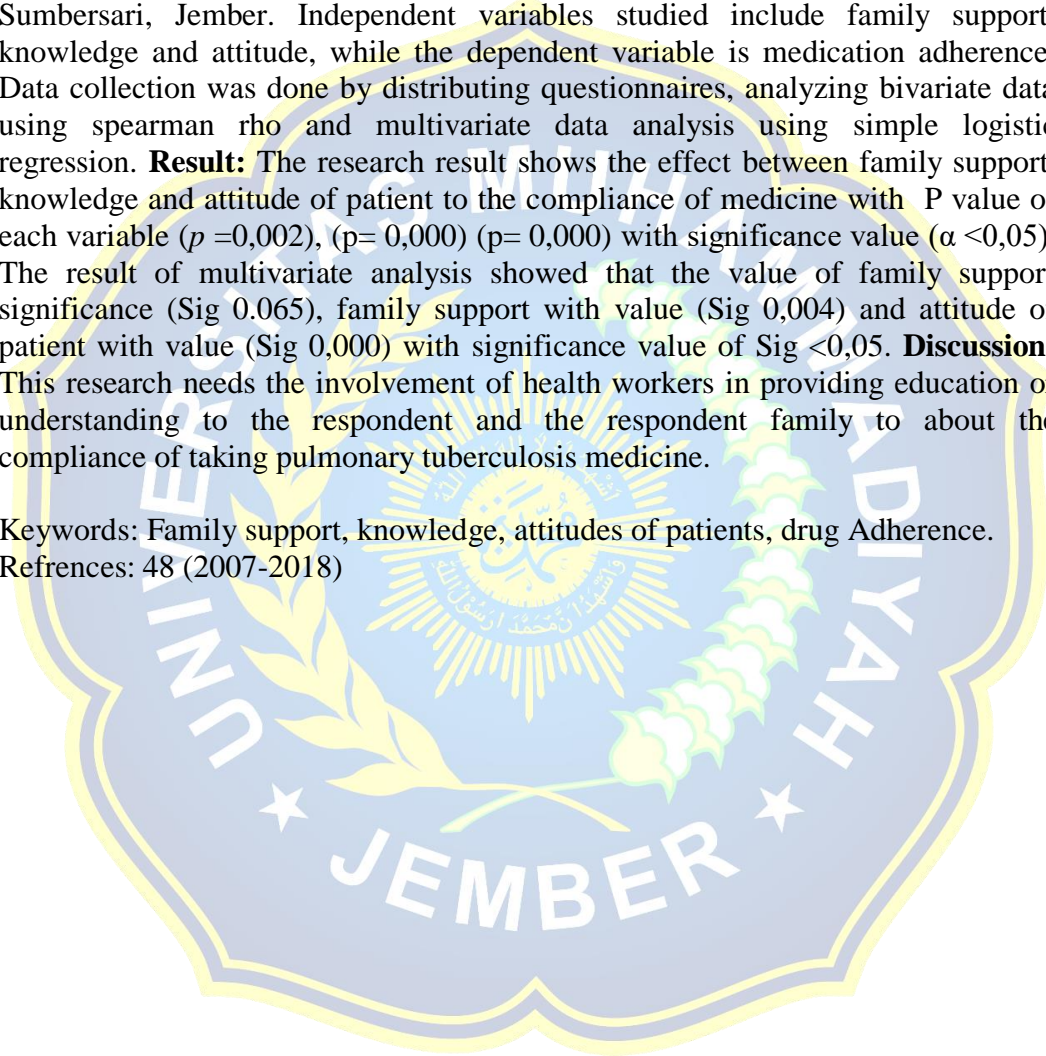 Sumbersari, Jember. Independent variables studied include family support
knowledge and attitude, while the dependent variable is medication adherence
Data collection was done by distributing questionnaires, analyzing bivariate data
using spearman rho and multivariate data analysis using simple logistic
regression. Result: The research result shows the effect between family support
knowledge and attitude of patient to the compliance of medicine with P value o
each variable (p =0,002), (p= 0,000) (p= 0,000) with significance value (α <0,05)
The result of multivariate analysis showed that the value of family support
significance (Sig 0.065), family support with value (Sig 0,004) and attitude o
patient with value (Sig 0,000) with significance value of Sig <0,05. Discussion
This research needs the involvement of health workers in providing education o
understanding to the respondent and the respondent family to about the
compliance of taking pulmonary tuberculosis medicine.
Keywords: Family support, knowledge, attitudes of patients, drug Adherence.
Refrences: 48 (2007-2018)
UNIVERSITAS MUHAMMADIYAH
JEMBER